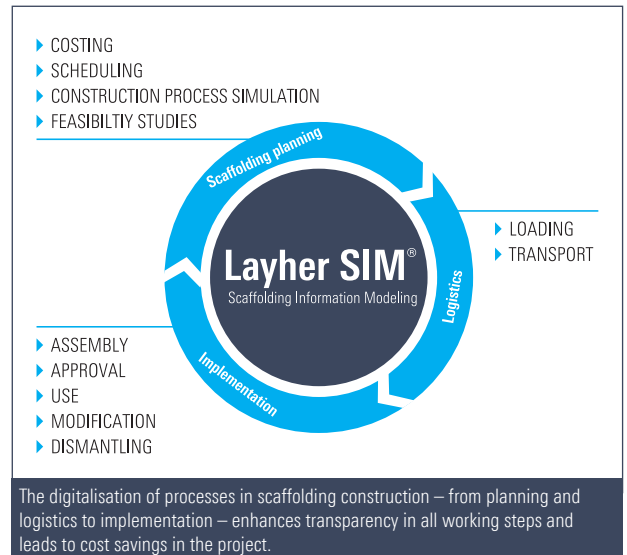 COSTING
SCHEDULING
CONSTRUCTION PROCESS SIMULATION
FEASIBILTIY STUDIES
Scaffolding planning
Layher SIM®
Scaffolding Information Modeling
LOADING
TRANSPORT
Logistics
ASSEMBLY
APPROVAL
USE
MODIFICATION
DISMANTLING
Implementation
The digitalisation of processes in scaffolding construction – from planning and
logistics to implementation – enhances transparency in all working steps and
leads to cost savings in the project.